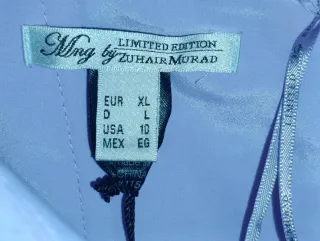 Mng by LIMITED EDITION
ZUHAIR MURAD
EUR XL
D L
USA 10
MEX EG